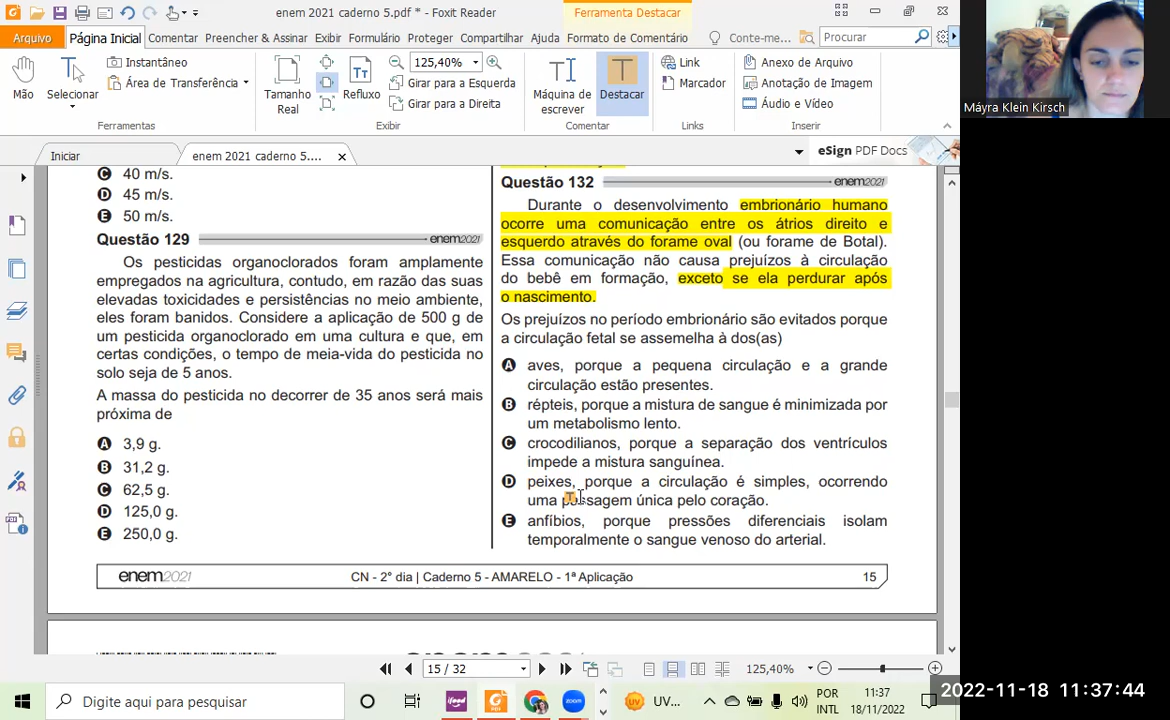 enem 2021 caderno 5.pdf * - Foxit Reader
Ferramenta Destacar
Arquivo
Página Inicial
Comentar
Preencher & Assinar
Exibir
Formulário
Proteger
Compartilhar
Ajuda
Formato de Comentário
Conte-me...
Procurar
Mão
Selecionar
Instantâneo
Área de Transferência
Ferramentas
Tamanho Real
Refluxo
125,40%
Girar para a Esquerda
Girar para a Direita
Exibir
Máquina de escrever
Destacar
Comentar
Link
Marcador
Links
Anexo de Arquivo
Anotação de Imagem
Áudio e Vídeo
Inserir
Máyra Klein Kirsch
Iniciar
enem 2021 caderno 5....
eSign PDF Docs
C 40 m/s.
D 45 m/s.
E 50 m/s.
Questão 129 enem2021
Os pesticidas organoclorados foram amplamente
empregados na agricultura, contudo, em razão das suas
elevadas toxicidades e persistências no meio ambiente,
eles foram banidos. Considere a aplicação de 500 g de
um pesticida organoclorado em uma cultura e que, em
certas condições, o tempo de meia-vida do pesticida no
solo seja de 5 anos.
A massa do pesticida no decorrer de 35 anos será mais
próxima de
A 3,9 g.
B 31,2 g.
C 62,5 g.
D 125,0 g.
E 250,0 g.
Questão 132 enem2021
Durante o desenvolvimento embrionário humano
ocorre uma comunicação entre os átrios direito e
esquerdo através do forame oval (ou forame de Botal).
Essa comunicação não causa prejuízos à circulação
do bebê em formação, exceto se ela perdurar após
o nascimento.
Os prejuízos no período embrionário são evitados porque
a circulação fetal se assemelha à dos(as)
A aves, porque a pequena circulação e a grande
circulação estão presentes.
B répteis, porque a mistura de sangue é minimizada por
um metabolismo lento.
C crocodilianos, porque a separação dos ventrículos
impede a mistura sanguínea.
D peixes, porque a circulação é simples, ocorrendo
uma passagem única pelo coração.
E anfíbios, porque pressões diferenciais isolam
temporalmente o sangue venoso do arterial.
enem2021
CN - 2° dia | Caderno 5 - AMARELO - 1ª Aplicação
15
15 / 32
125,40%
Digite aqui para pesquisar
ifood
UV...
POR
INTL
11:37
18/11/2022
2022-11-18 11:37:44